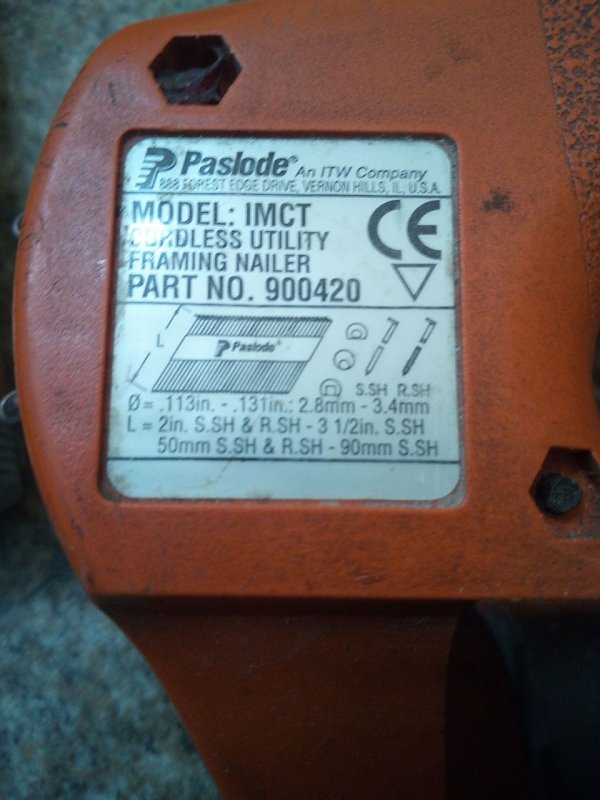 Paslode® An ITW Company
888 FOREST EDGE DRIVE, VERNON HILLS, IL, U.S.A.
MODEL: IMCT
CORDLESS UTILITY
FRAMING NAILER
PART NO. 900420
CE
L
Paslode®
S.SH R.SH
Ø = .113in. - .131in.: 2.8mm - 3.4mm
L = 2in. S.SH & R.SH - 3 1/2in. S.SH
50mm S.SH & R.SH - 90mm S.SH